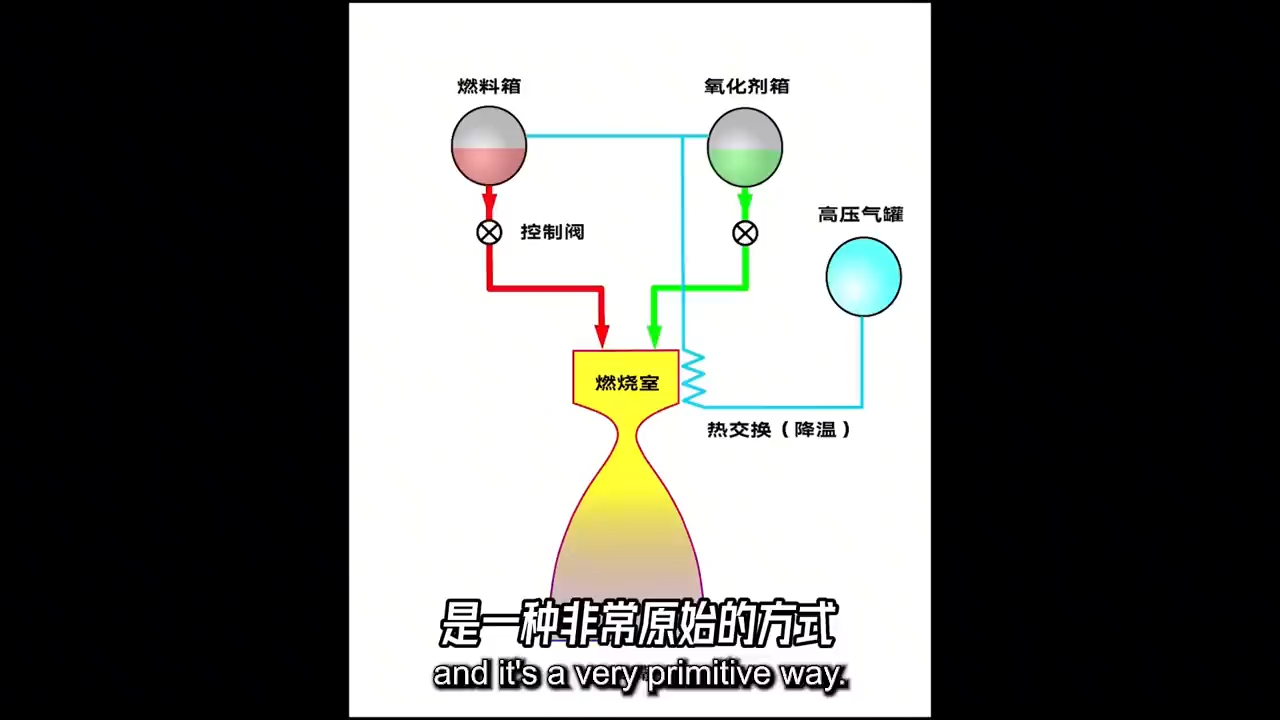 燃料箱
氧化剂箱
高压气罐
控制阀
燃烧室
热交换（降温）
是一种非常原始的方式
and it's a very primitive way.